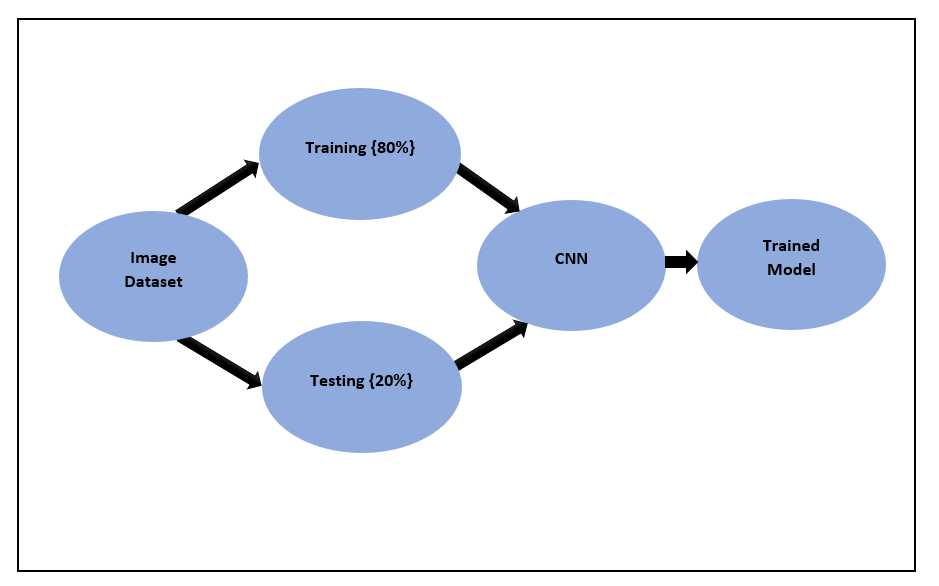 Image
Dataset
Training {80%}
Testing {20%}
CNN
Trained
Model